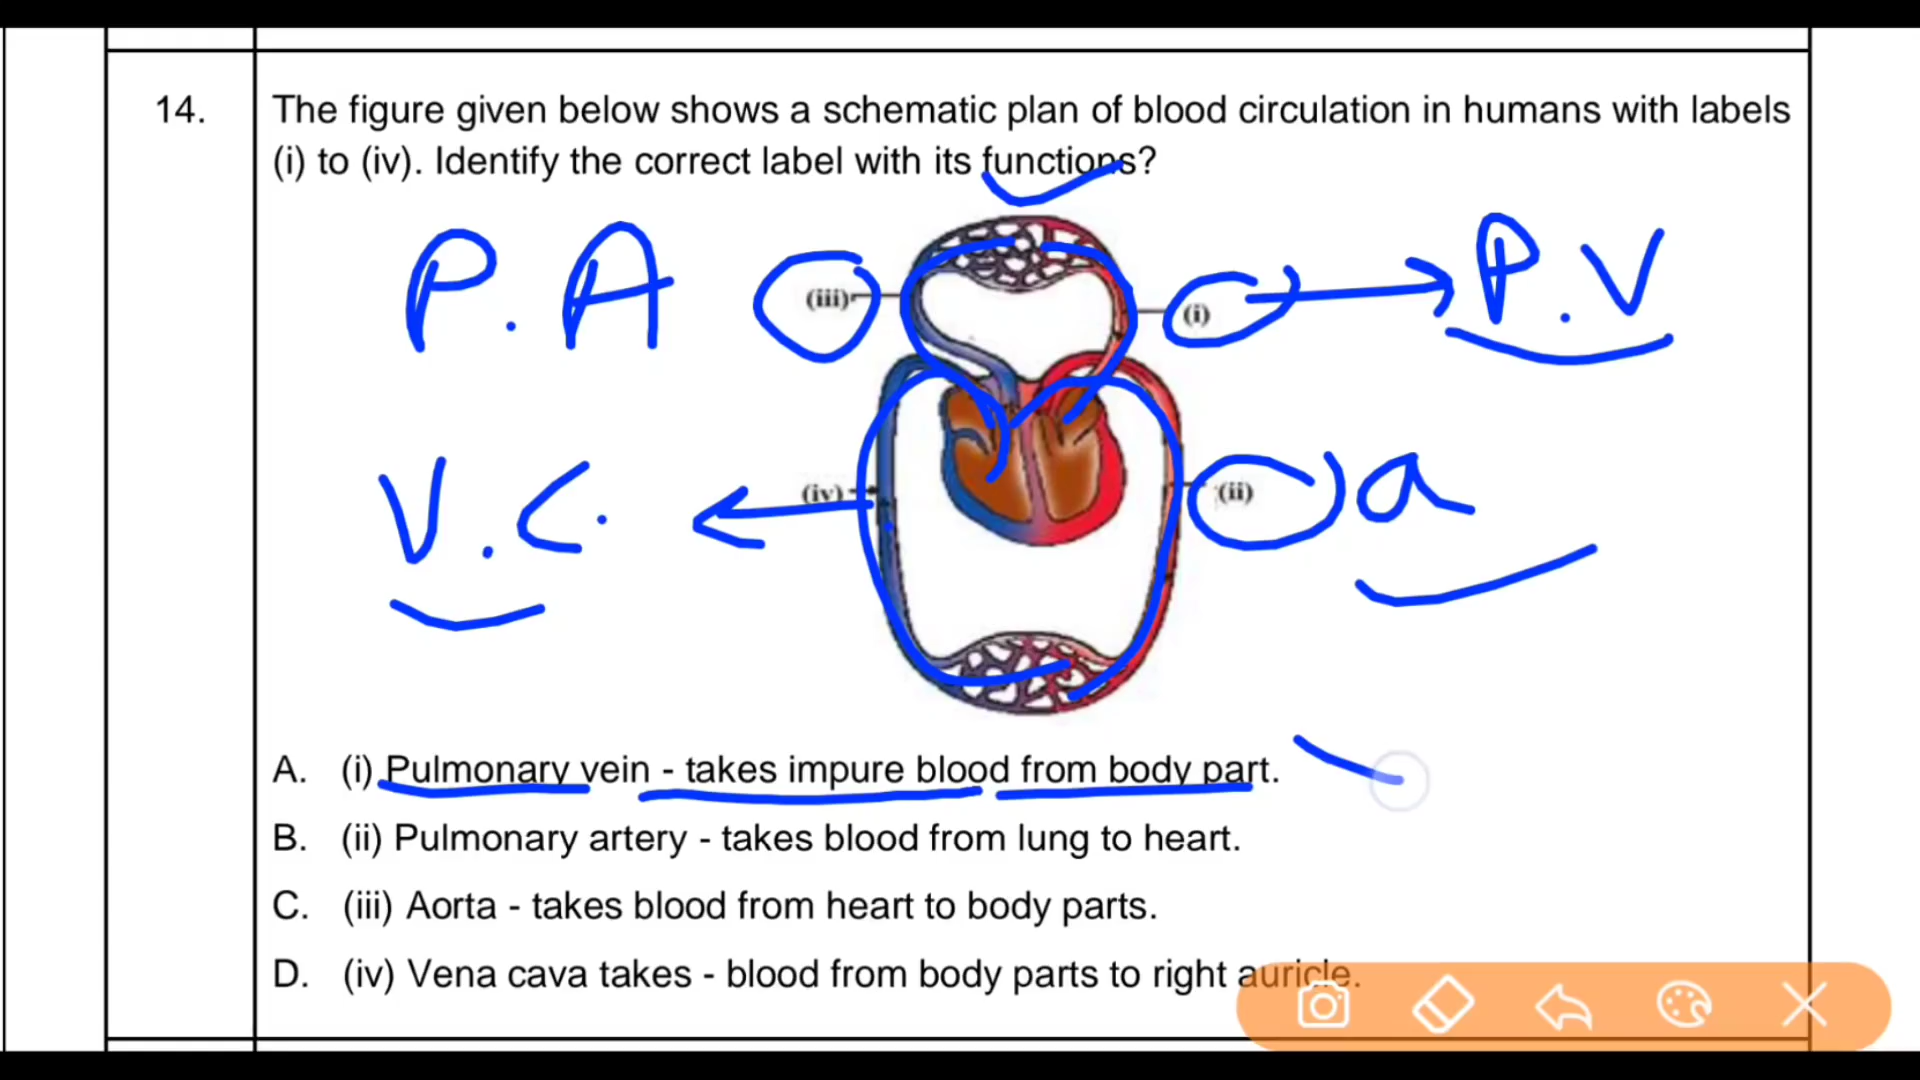 14.
The figure given below shows a schematic plan of blood circulation in humans with labels
(i) to (iv). Identify the correct label with its functions?
P.A
(iii)
(i)
P.V
V.C.
(iv)
(ii)
a
A. (i) Pulmonary vein - takes impure blood from body part.
B. (ii) Pulmonary artery - takes blood from lung to heart.
C. (iii) Aorta - takes blood from heart to body parts.
D. (iv) Vena cava takes - blood from body parts to right auricle.